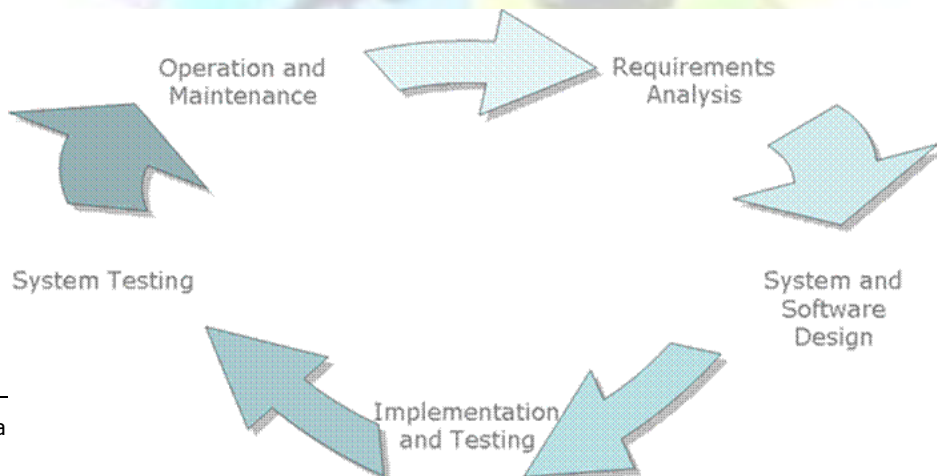 Operation and
Maintenance
Requirements
Analysis
System and
Software
Design
Implementation
and Testing
System Testing
a